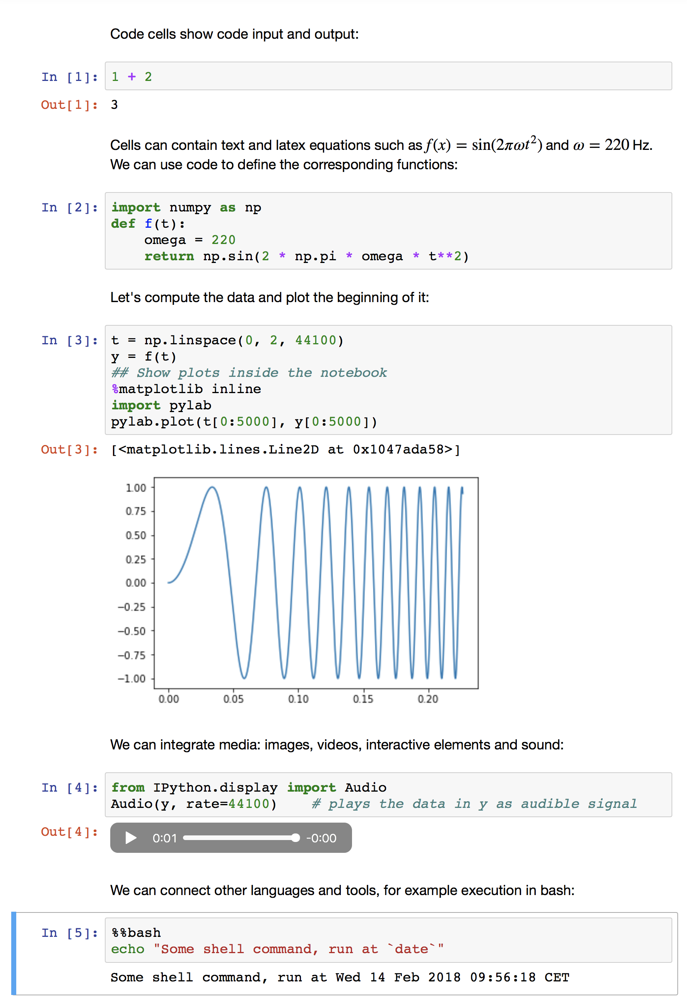 Code cells show code input and output:
In [1]: 1 + 2
Out[1]: 3
Cells can contain text and latex equations such as f(x) = sin(2πωt²) and ω = 220 Hz.
We can use code to define the corresponding functions:
In [2]: import numpy as np
def f(t):
    omega = 220
    return np.sin(2 * np.pi * omega * t**2)
Let's compute the data and plot the beginning of it:
In [3]: t = np.linspace(0, 2, 44100)
y = f(t)
## Show plots inside the notebook
%matplotlib inline
import pylab
pylab.plot(t[0:5000], y[0:5000])
Out[3]: [<matplotlib.lines.Line2D at 0x1047ada58>]
1.00
0.75
0.50
0.25
0.00
−0.25
−0.50
−0.75
−1.00
0.00 0.05 0.10 0.15 0.20
We can integrate media: images, videos, interactive elements and sound:
In [4]: from IPython.display import Audio
Audio(y, rate=44100)    # plays the data in y as audible signal
Out[4]: 0:01 -0:00
We can connect other languages and tools, for example execution in bash:
In [5]: %%bash
echo "Some shell command, run at `date`"
Some shell command, run at Wed 14 Feb 2018 09:56:18 CET